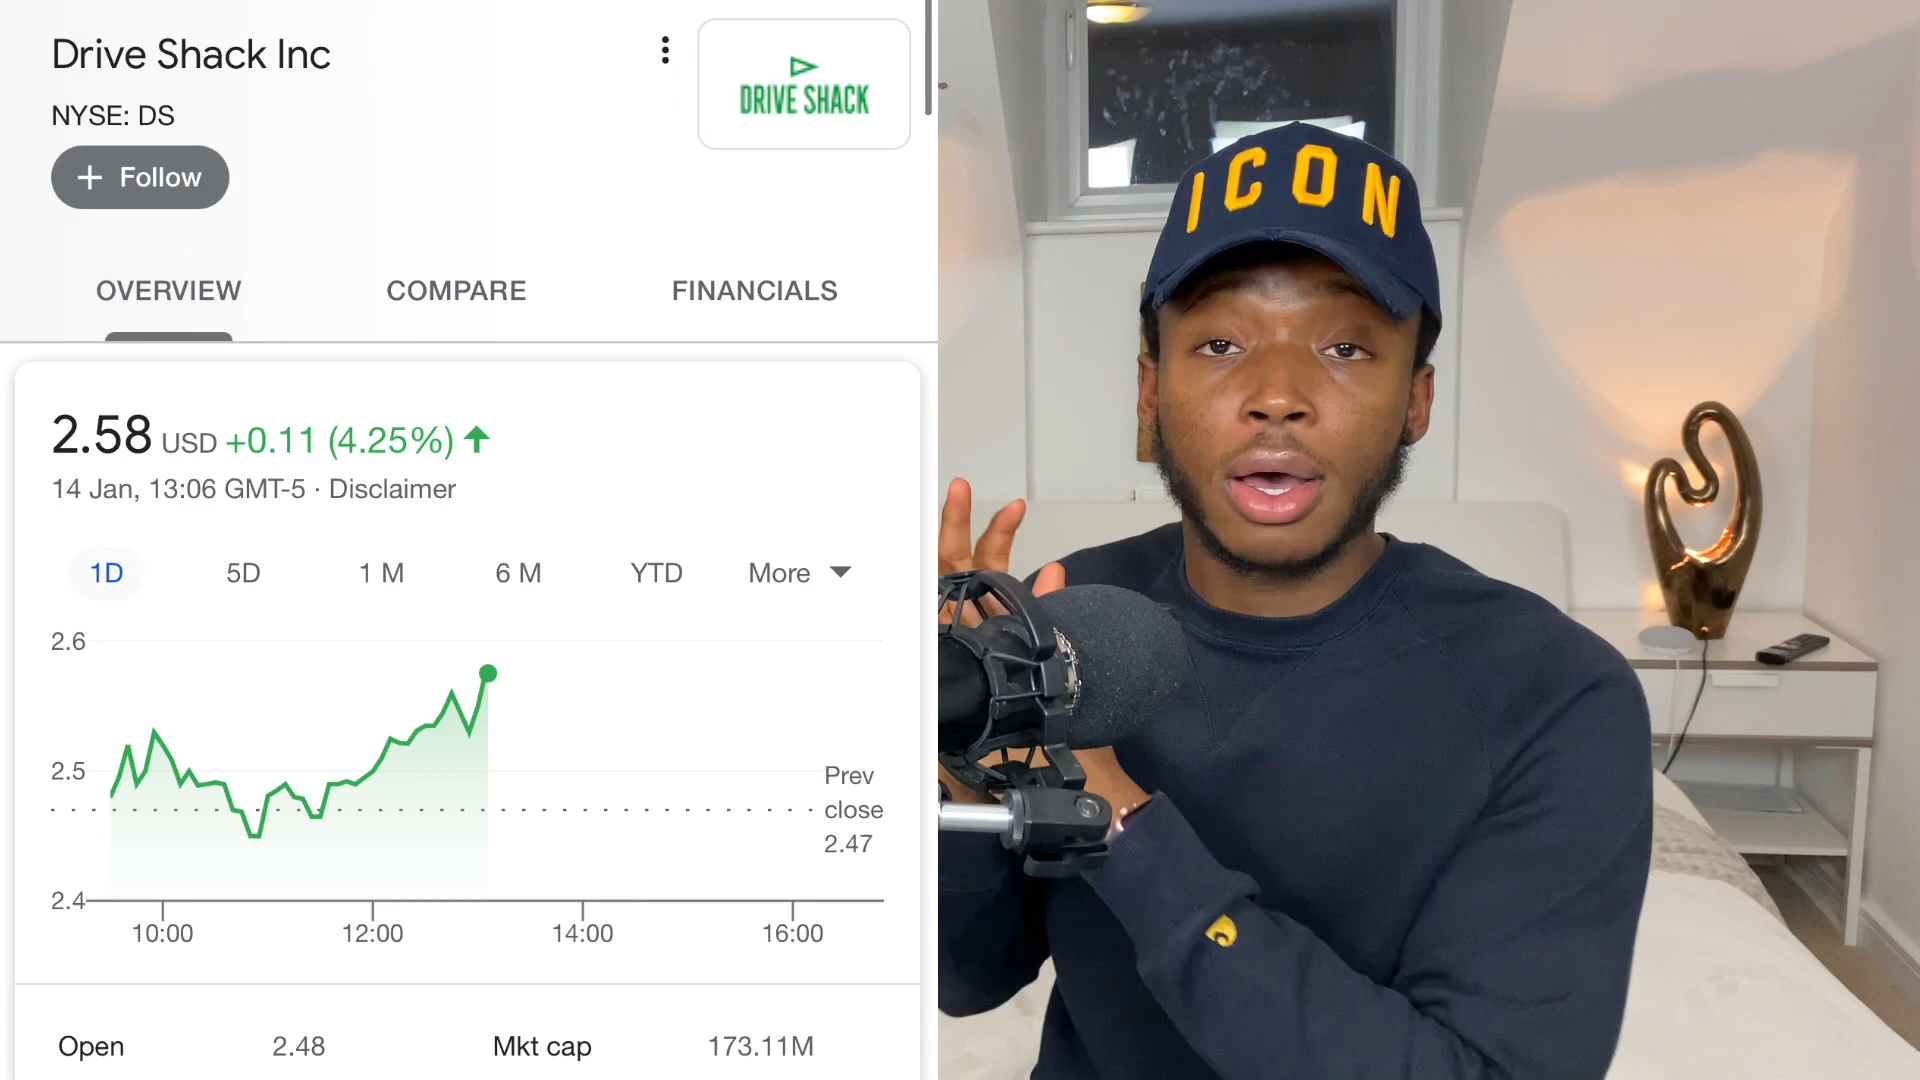 Drive Shack Inc
NYSE: DS
+ Follow
DRIVE SHACK
OVERVIEW COMPARE FINANCIALS
2.58 USD +0.11 (4.25%)
14 Jan, 13:06 GMT-5 · Disclaimer
1D 5D 1 M 6 M YTD More
2.6
2.5
2.4
Prev
close
2.47
10:00 12:00 14:00 16:00
Open 2.48 Mkt cap 173.11M
ICON